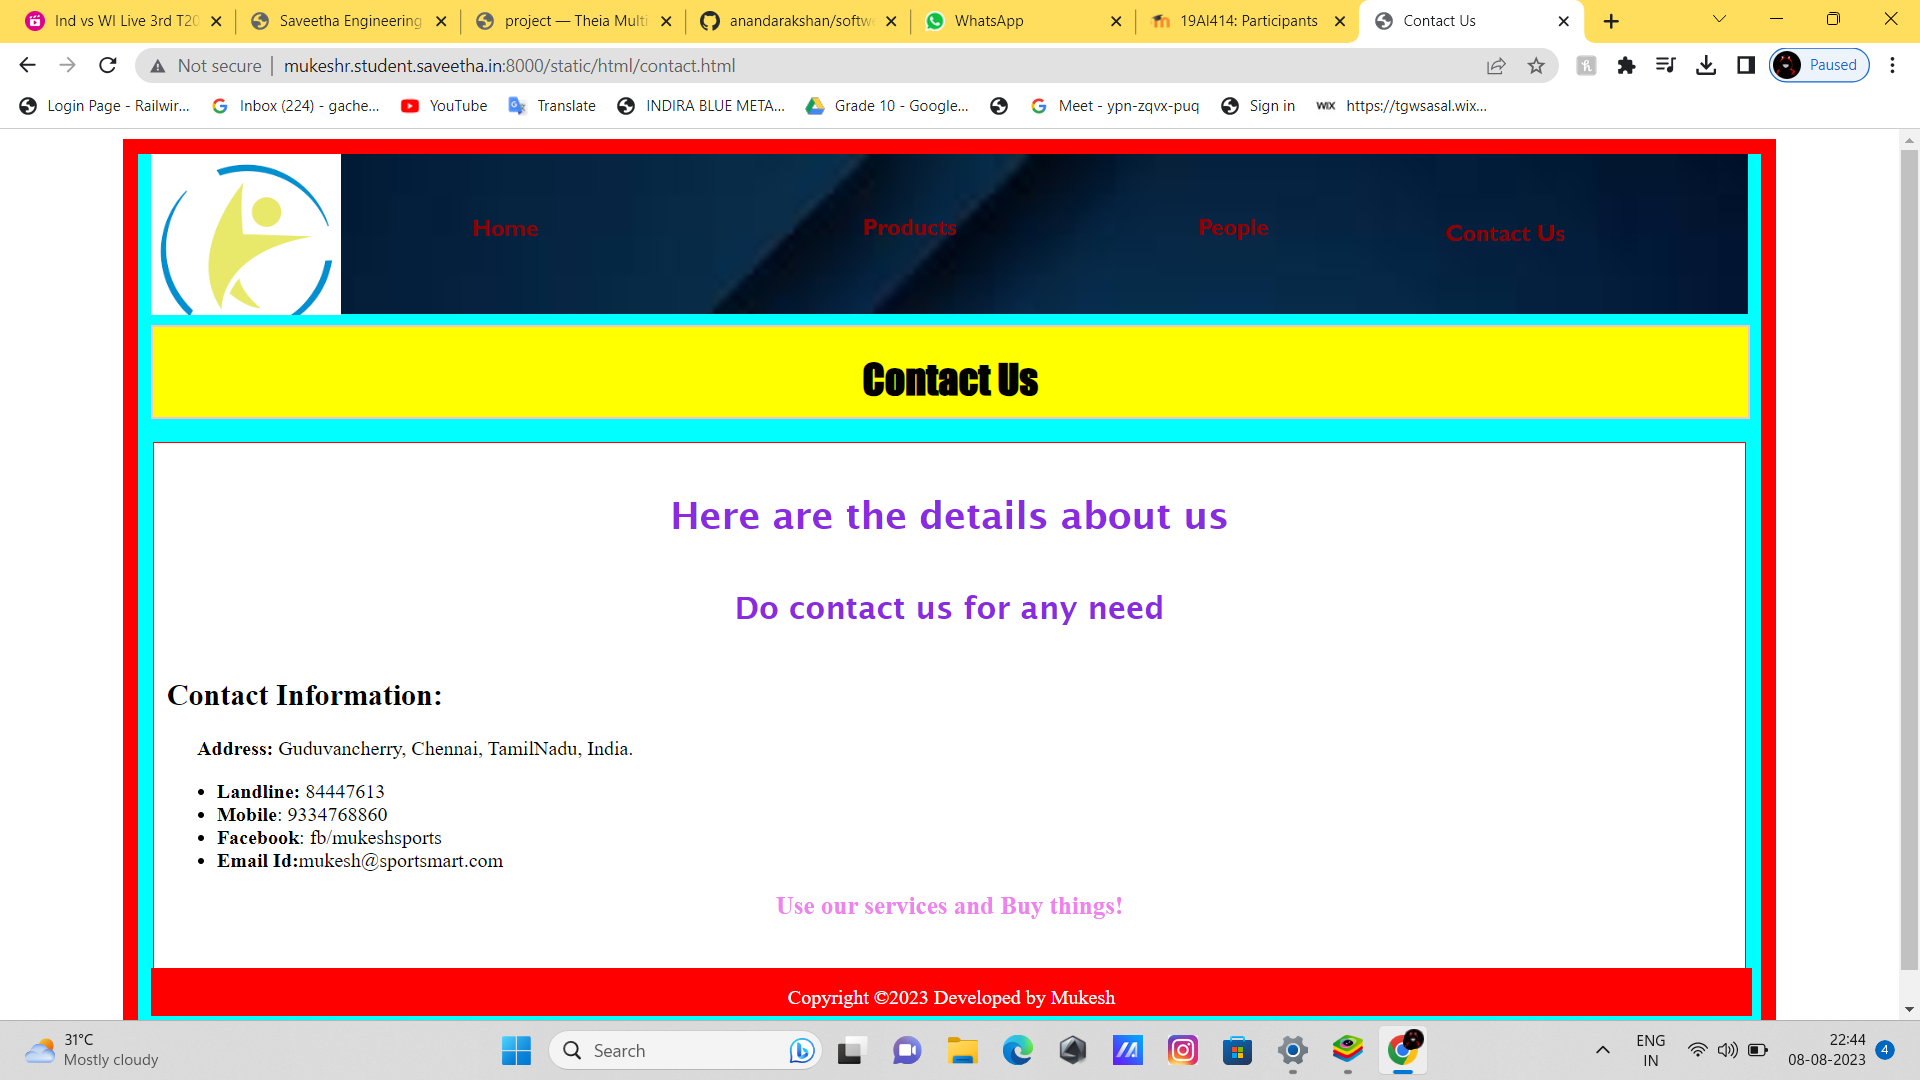 Ind vs WI Live 3rd T20
Saveetha Engineering
project — Theia Multi
anandarakshan/softwe
WhatsApp
19AI414: Participants
Contact Us
Not secure
mukeshr.student.saveetha.in:8000/static/html/contact.html
Paused
Login Page - Railwir...
Inbox (224) - gache...
YouTube
Translate
INDIRA BLUE META...
Grade 10 - Google...
Meet - ypn-zqvx-puq
Sign in
WIX
https://tgwsasal.wix...
Home
Products
People
Contact Us
Contact Us
Here are the details about us
Do contact us for any need
Contact Information:
Address: Guduvancherry, Chennai, TamilNadu, India.
• Landline: 84447613
• Mobile: 9334768860
• Facebook: fb/mukeshsports
• Email Id:mukesh@sportsmart.com
Use our services and Buy things!
Copyright ©2023 Developed by Mukesh
31°C
Mostly cloudy
Search
ENG
IN
22:44
08-08-2023
4